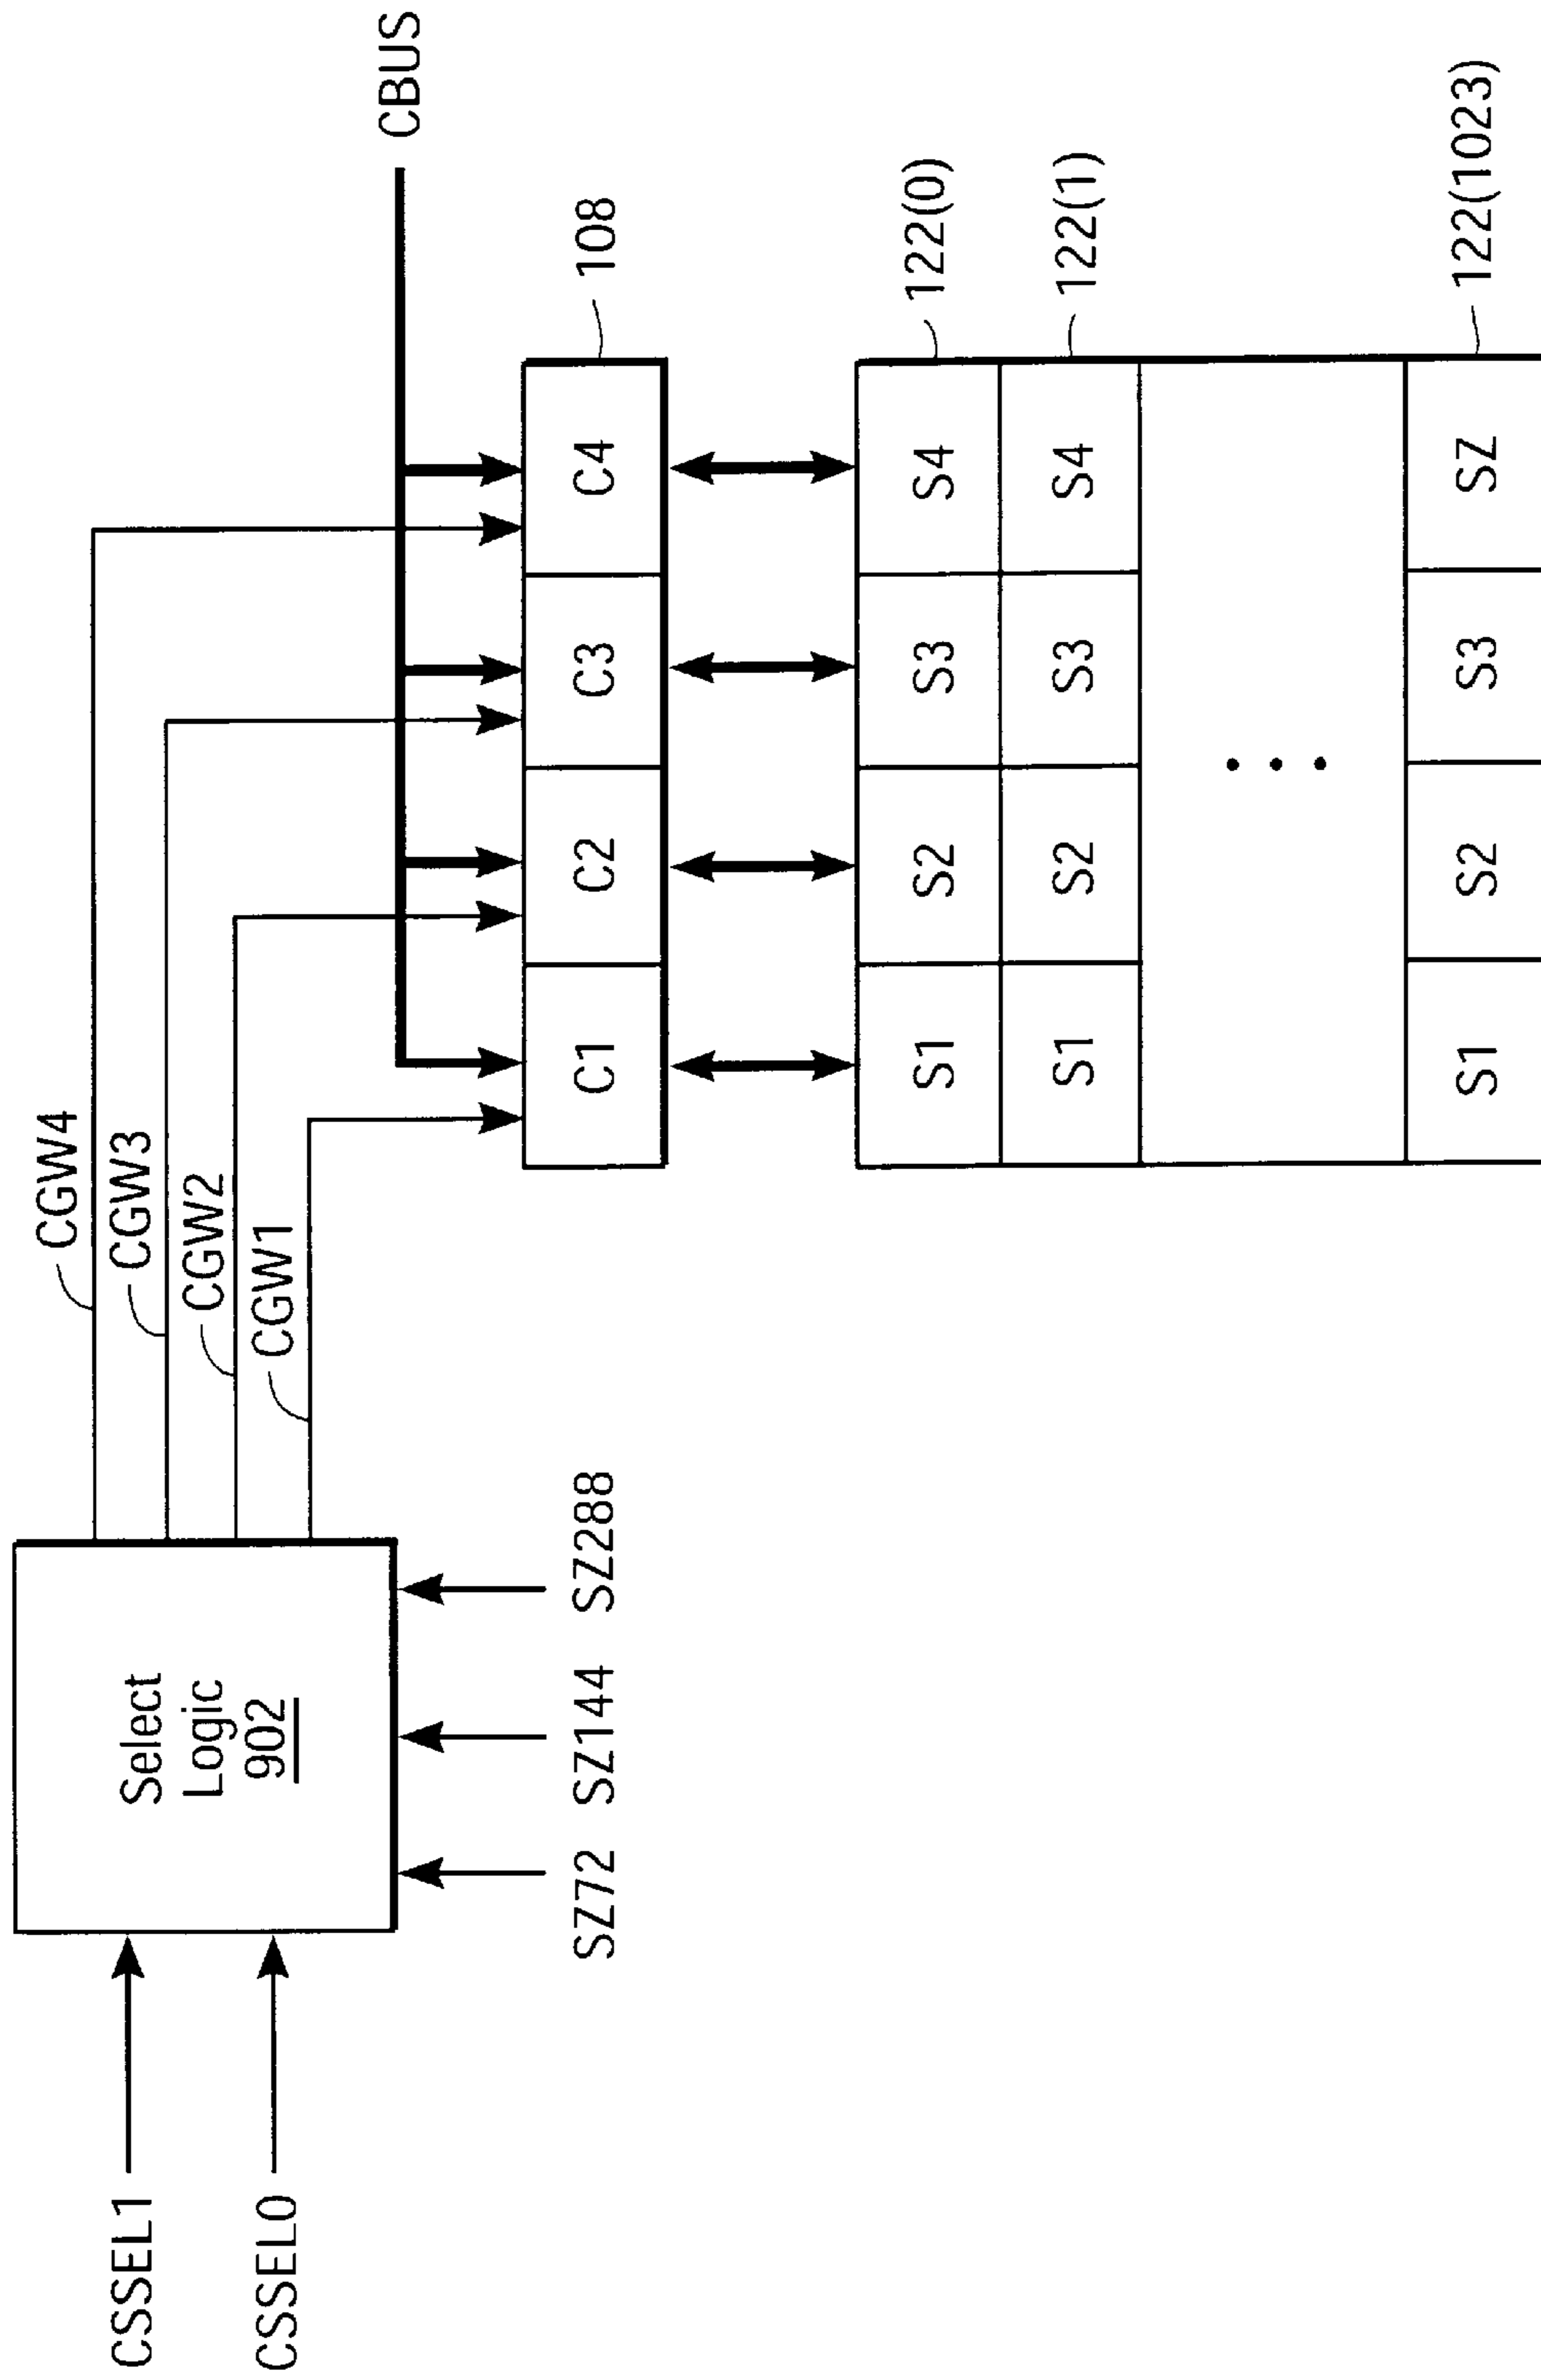 CSSEL1
CSSEL0
Select
Logic
902
SZ72
SZ144
SZ288
CGW4
CGW3
CGW2
CGW1
CBUS
C1 C2 C3 C4
108
S1 S2 S3 S4
122(0)
S1 S2 S3 S4
122(1)
S1 S2 S3 SZ
122(1023)